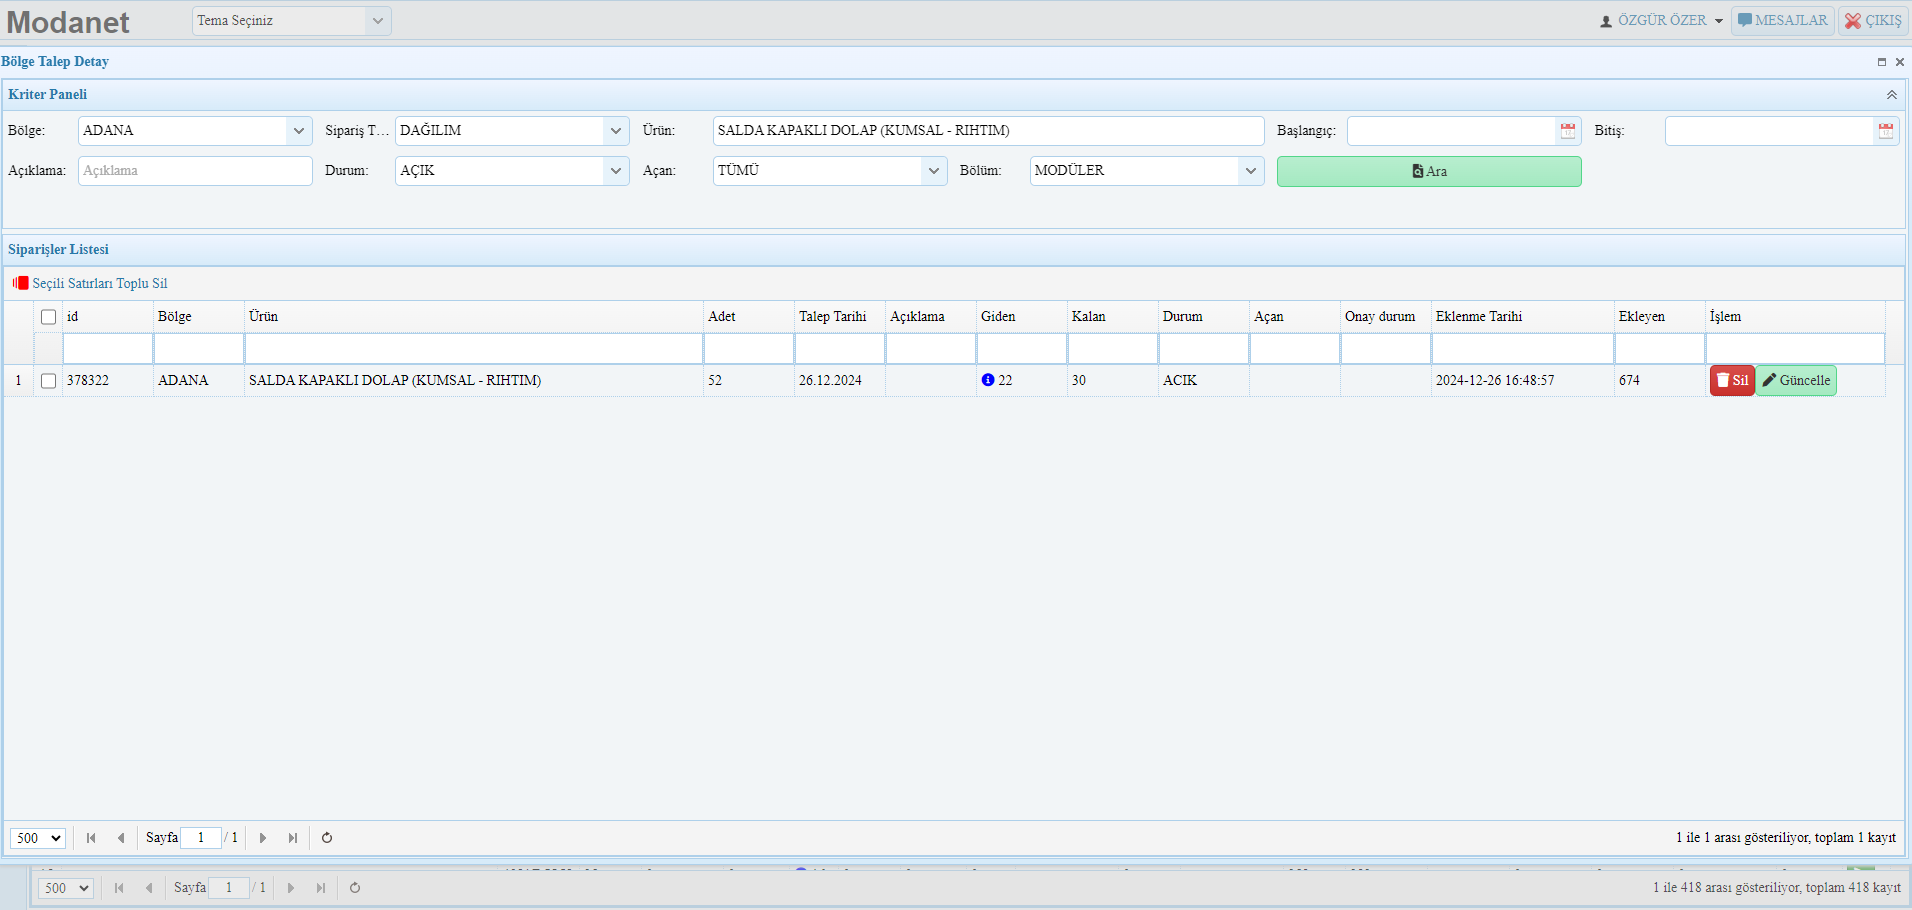 Modanet Tema Seçiniz ÖZGÜR ÖZER MESAJLAR ÇIKIŞ
Bölge Talep Detay
Kriter Paneli
Bölge: ADANA Sipariş T... DAĞILIM Ürün: SALDA KAPAKLI DOLAP (KUMSAL - RIHTIM) Başlangıç: Bitiş:
Açıklama: Açıklama Durum: AÇIK Açan: TÜMÜ Bölüm: MODÜLER Ara
Siparişler Listesi
Seçili Satırları Toplu Sil
id Bölge Ürün Adet Talep Tarihi Açıklama Giden Kalan Durum Açan Onay durum Eklenme Tarihi Ekleyen İşlem
1 378322 ADANA SALDA KAPAKLI DOLAP (KUMSAL - RIHTIM) 52 26.12.2024 22 30 ACIK 2024-12-26 16:48:57 674 Sil Güncelle
500 Sayfa 1 / 1 1 ile 1 arası gösteriliyor, toplam 1 kayıt
500 Sayfa 1 / 1 1 ile 418 arası gösteriliyor, toplam 418 kayıt